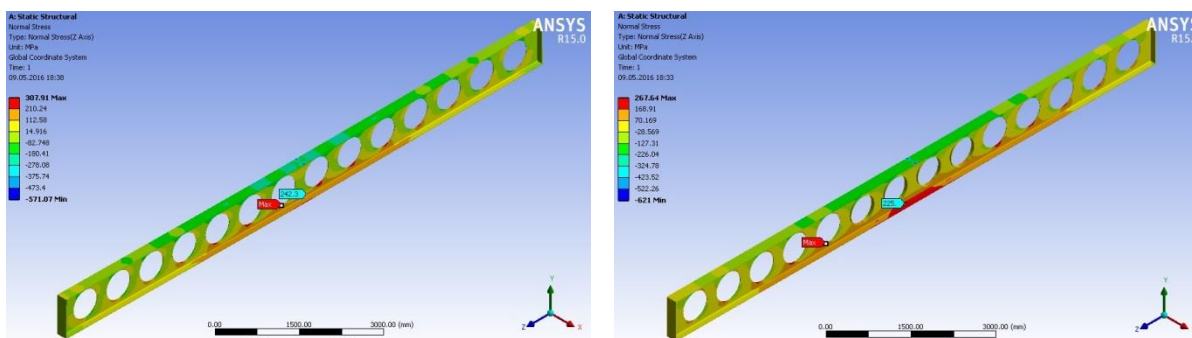 A: Static Structural
Normal Stress
Type: Normal Stress(Z Axis)
Unit: MPa
Global Coordinate System
Time: 1
09.05.2016 18:38
307.91 Max
210.24
112.58
14.916
-82.748
-180.41
-278.08
-375.74
-473.4
-571.07 Min
ANSYS
R15.0
242.3
Max
0.00 1500.00 3000.00 (mm)
Y
Z X
A: Static Structural
Normal Stress
Type: Normal Stress(Z Axis)
Unit: MPa
Global Coordinate System
Time: 1
09.05.2016 18:33
267.64 Max
168.91
70.169
-28.569
-127.31
-226.04
-324.78
-423.52
-522.26
-621 Min
ANSYS
R15.
225.
Max
0.00 1500.00 3000.00 (mm)
Y
Z X